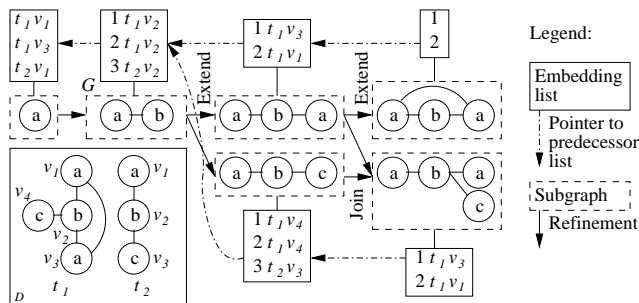 t₁ v₁
t₁ v₃
t₂ v₁
1 t₁ v₂
2 t₁ v₂
3 t₂ v₂
1 t₁ v₃
2 t₁ v₁
1
2
Legend:
Embedding list
Pointer to predecessor list
Subgraph
Refinement
G
Extend
Extend
a
a b
a b a
a b a
a b c
Join
a b a
c
v₁ a a v₁
v₄
c b b v₂
v₂
v₃ a c v₃
t₁ t₂
D
1 t₁ v₄
2 t₁ v₄
3 t₂ v₃
1 t₁ v₃
2 t₁ v₁